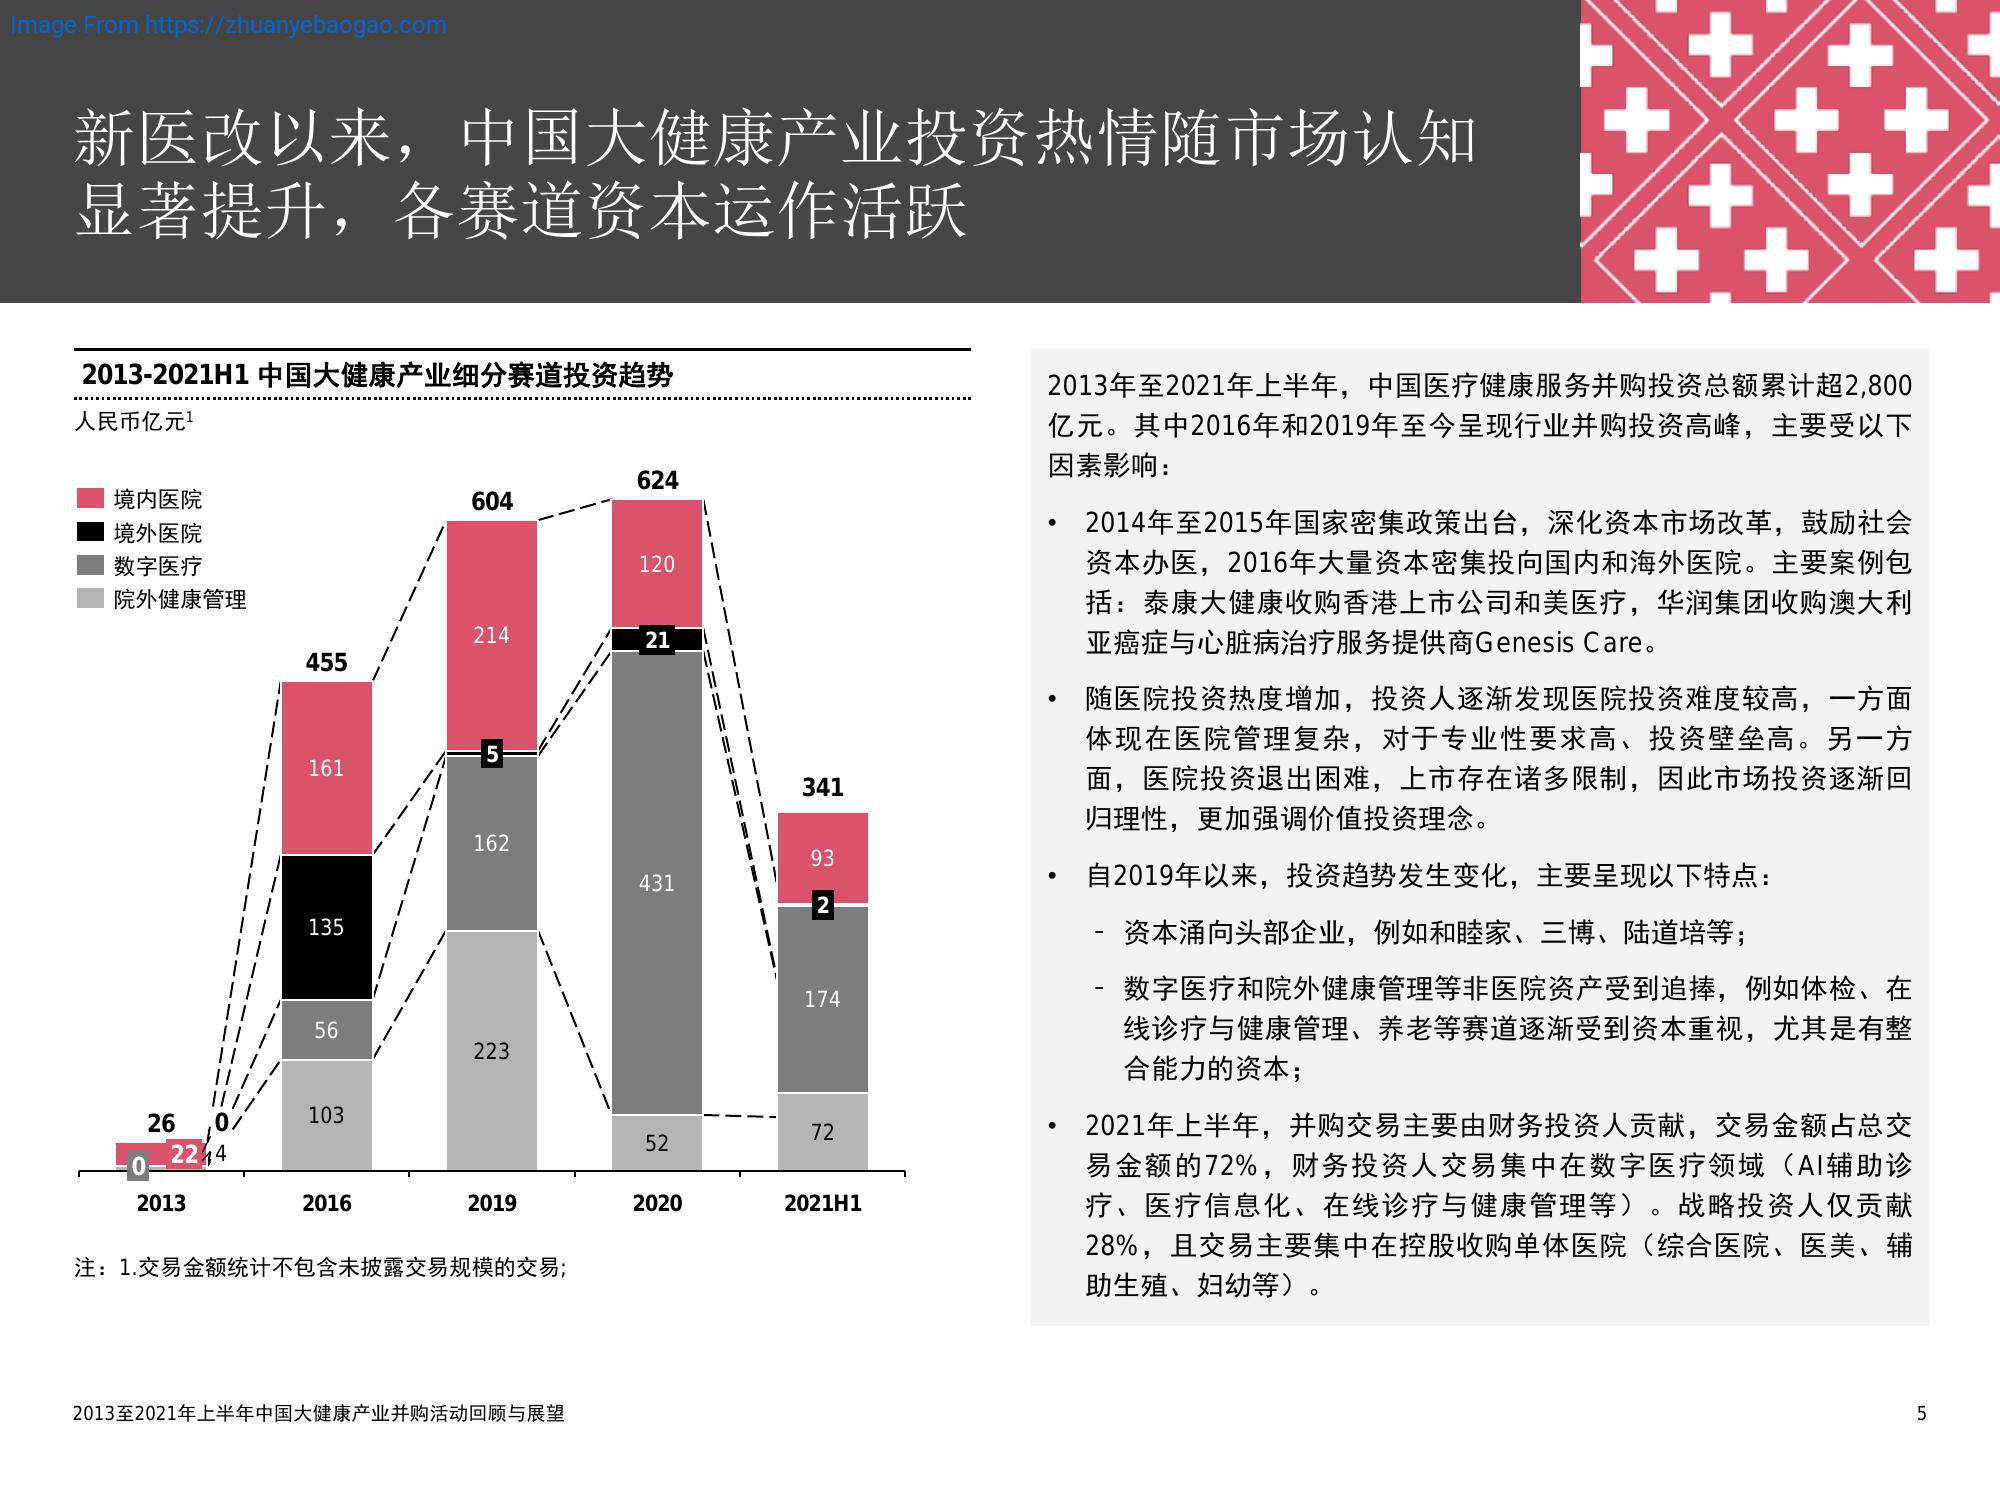 Image From https://zhuanyebaogao.com
新医改以来，中国大健康产业投资热情随市场认知
显著提升，各赛道资本运作活跃
2013-2021H1 中国大健康产业细分赛道投资趋势
人民币亿元1
境内医院
境外医院
数字医疗
院外健康管理
26
0
22
4
0
455
161
135
56
103
604
214
5
162
223
624
120
21
431
52
341
93
2
174
72
2013
2016
2019
2020
2021H1
注：1.交易金额统计不包含未披露交易规模的交易;
2013年至2021年上半年，中国医疗健康服务并购投资总额累计超2,800
亿元。其中2016年和2019年至今呈现行业并购投资高峰，主要受以下
因素影响：
• 2014年至2015年国家密集政策出台，深化资本市场改革，鼓励社会
资本办医，2016年大量资本密集投向国内和海外医院。主要案例包
括：泰康大健康收购香港上市公司和美医疗，华润集团收购澳大利
亚癌症与心脏病治疗服务提供商Genesis Care。
• 随医院投资热度增加，投资人逐渐发现医院投资难度较高，一方面
体现在医院管理复杂，对于专业性要求高、投资壁垒高。另一方
面，医院投资退出困难，上市存在诸多限制，因此市场投资逐渐回
归理性，更加强调价值投资理念。
• 自2019年以来，投资趋势发生变化，主要呈现以下特点：
- 资本涌向头部企业，例如和睦家、三博、陆道培等；
- 数字医疗和院外健康管理等非医院资产受到追捧，例如体检、在
线诊疗与健康管理、养老等赛道逐渐受到资本重视，尤其是有整
合能力的资本；
• 2021年上半年，并购交易主要由财务投资人贡献，交易金额占总交
易金额的72%，财务投资人交易集中在数字医疗领域（AI辅助诊
疗、医疗信息化、在线诊疗与健康管理等）。战略投资人仅贡献
28%，且交易主要集中在控股收购单体医院（综合医院、医美、辅
助生殖、妇幼等）。
2013至2021年上半年中国大健康产业并购活动回顾与展望
5